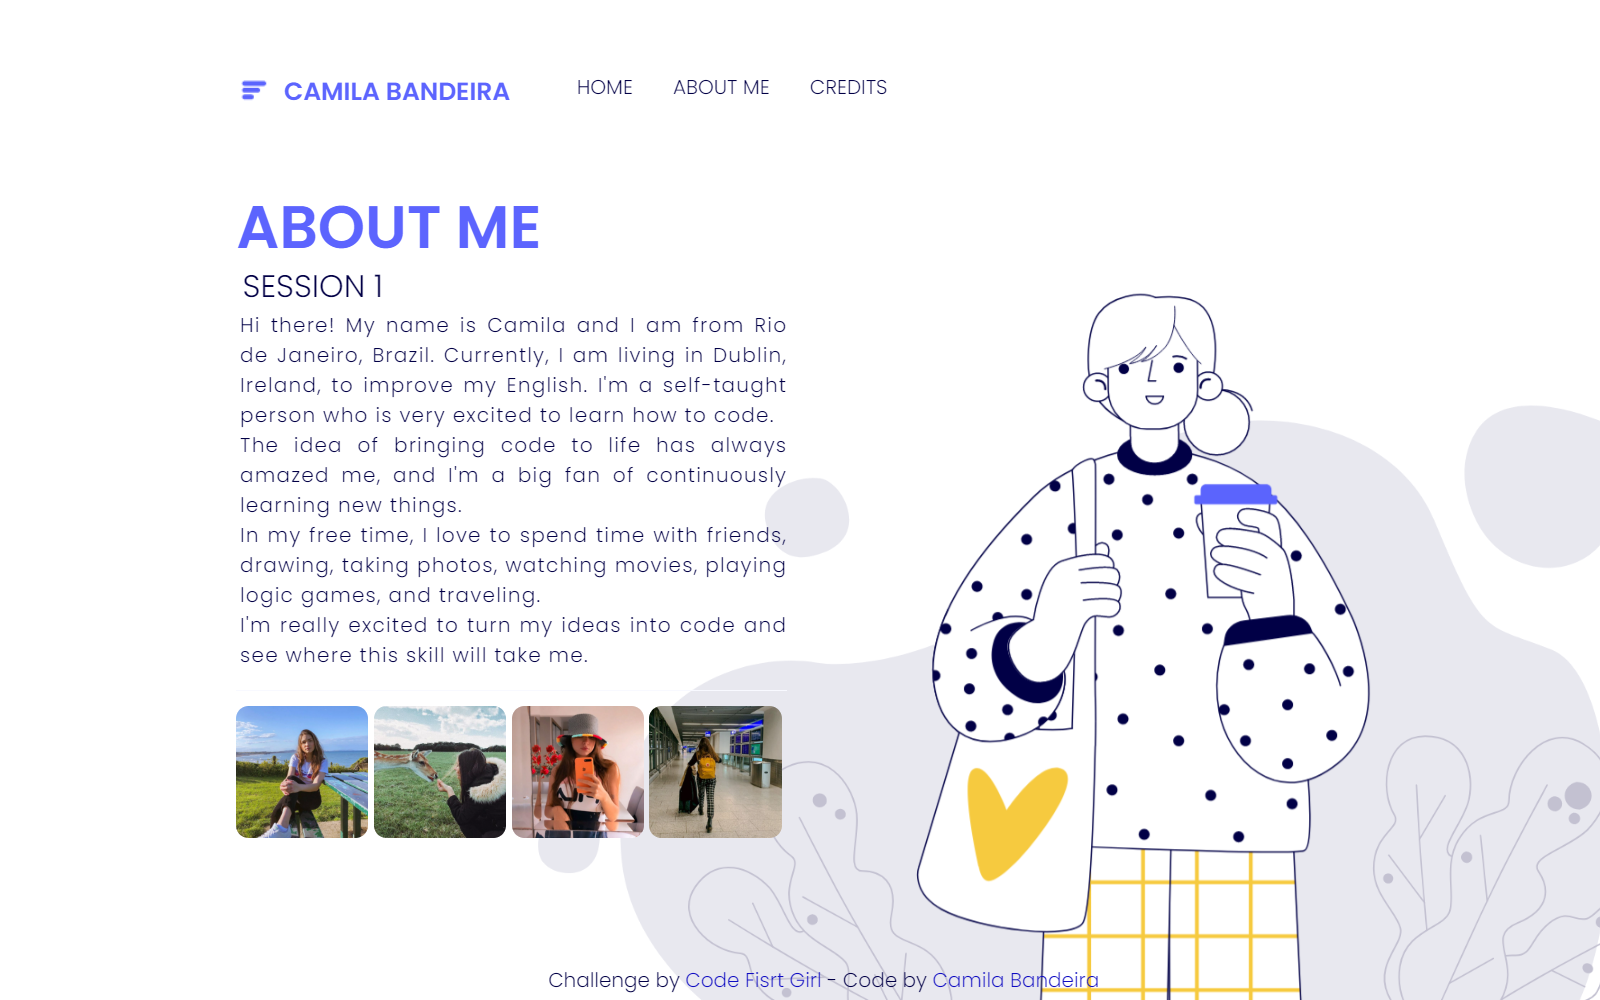 CAMILA BANDEIRA HOME ABOUT ME CREDITS
ABOUT ME
SESSION 1
Hi there! My name is Camila and I am from Rio
de Janeiro, Brazil. Currently, I am living in Dublin,
Ireland, to improve my English. I'm a self-taught
person who is very excited to learn how to code.
The idea of bringing code to life has always
amazed me, and I'm a big fan of continuously
learning new things.
In my free time, I love to spend time with friends,
drawing, taking photos, watching movies, playing
logic games, and traveling.
I'm really excited to turn my ideas into code and
see where this skill will take me.
Challenge by Code Fisrt Girl - Code by Camila Bandeira